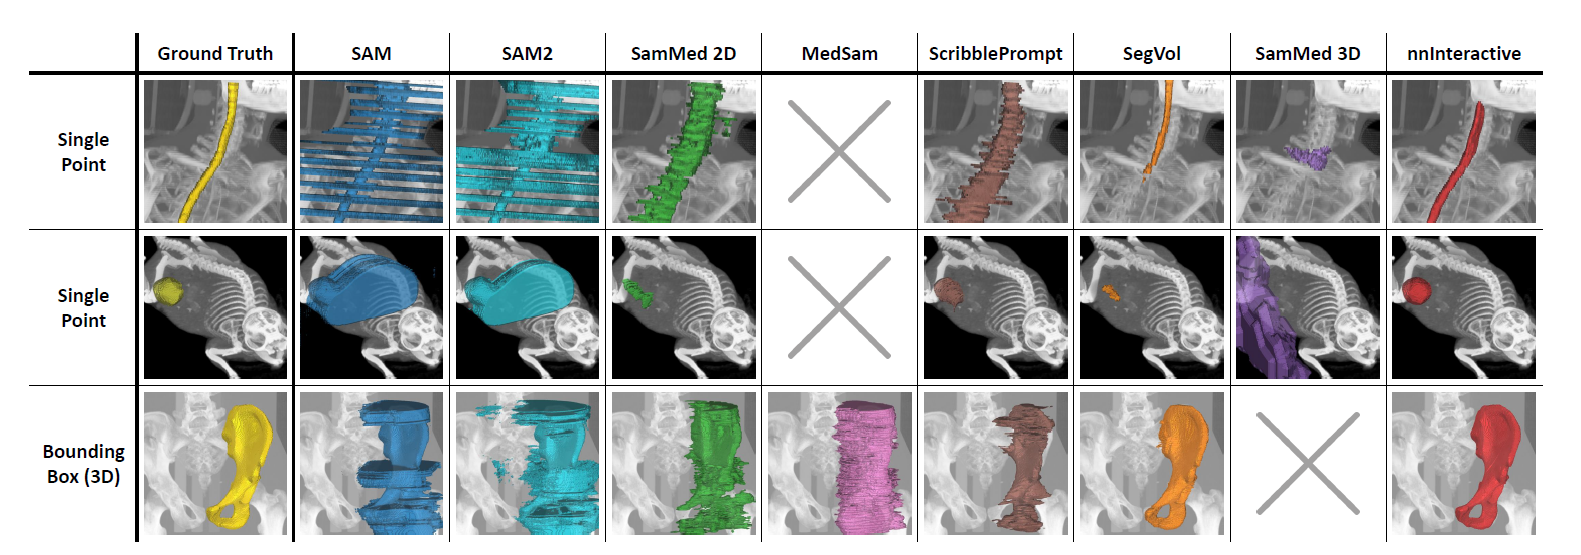 Ground Truth SAM SAM2 SamMed 2D MedSam ScribblePrompt SegVol SamMed 3D nnInteractive
Single
Point
Single
Point
Bounding
Box (3D)